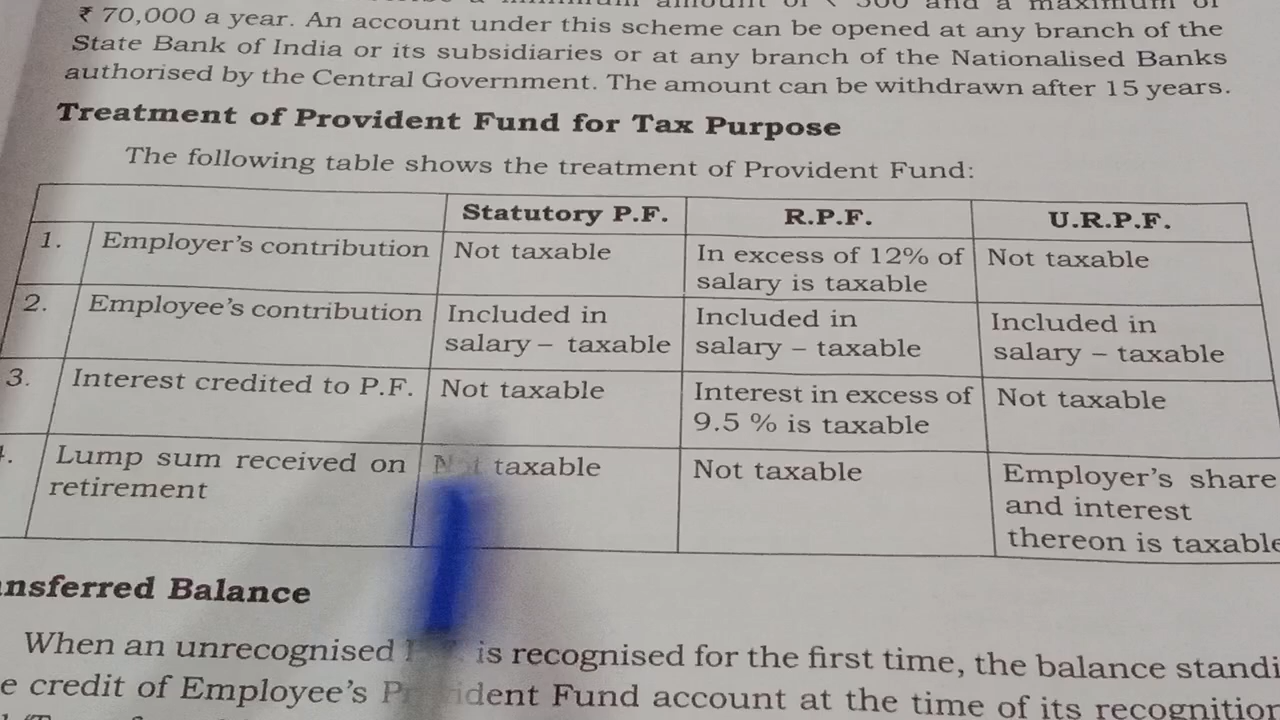 ₹ 70,000 a year. An account under this scheme can be opened at any branch of the
State Bank of India or its subsidiaries or at any branch of the Nationalised Banks
authorised by the Central Government. The amount can be withdrawn after 15 years.
Treatment of Provident Fund for Tax Purpose
The following table shows the treatment of Provident Fund:
Statutory P.F. R.P.F. U.R.P.F.
1. Employer's contribution Not taxable In excess of 12% of Not taxable
salary is taxable
2. Employee's contribution Included in Included in Included in
salary – taxable salary – taxable salary – taxable
3. Interest credited to P.F. Not taxable Interest in excess of Not taxable
9.5 % is taxable
Lump sum received on Not taxable Not taxable Employer's share
retirement and interest
thereon is taxable
nsferred Balance
When an unrecognised is recognised for the first time, the balance standi
e credit of Employee's Provident Fund account at the time of its recognition